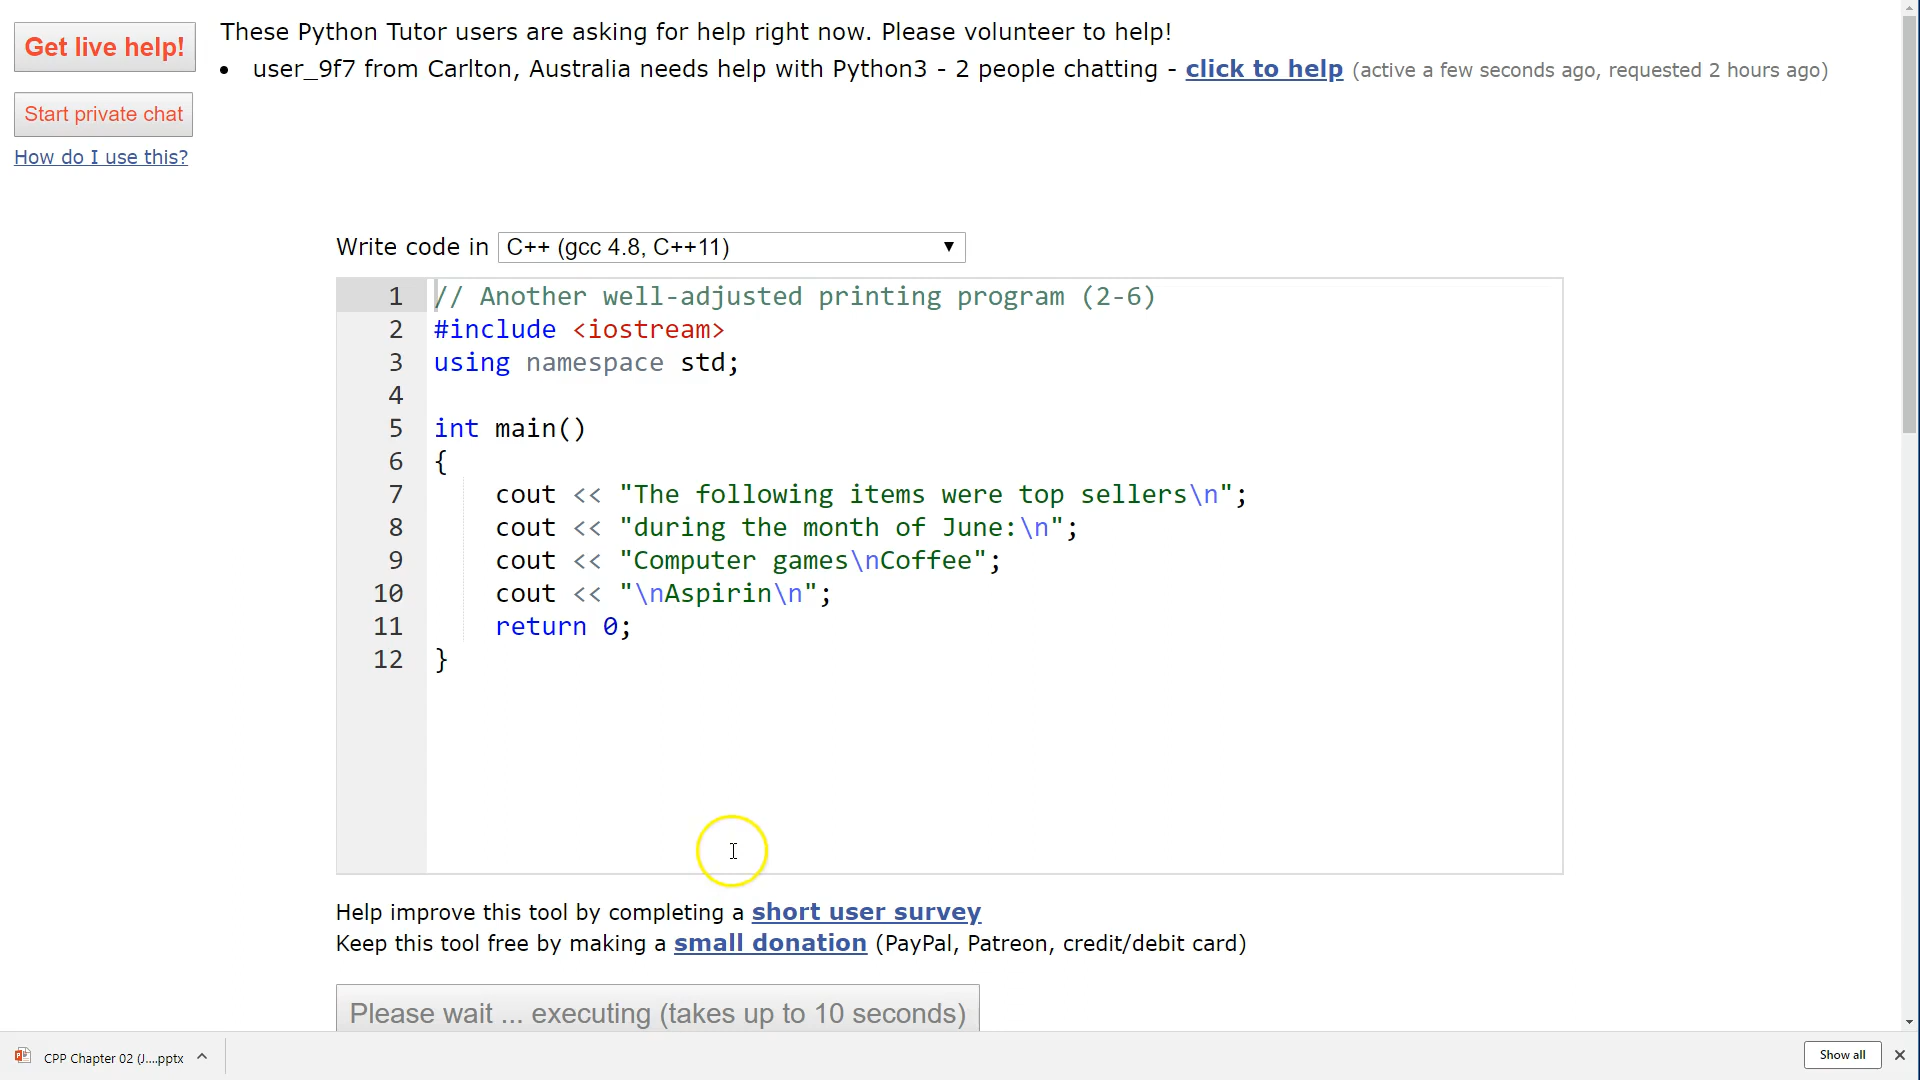 Get live help!
These Python Tutor users are asking for help right now. Please volunteer to help!
• user_9f7 from Carlton, Australia needs help with Python3 - 2 people chatting - click to help (active a few seconds ago, requested 2 hours ago)
Start private chat
How do I use this?
Write code in C++ (gcc 4.8, C++11)
1 // Another well-adjusted printing program (2-6)
2 #include <iostream>
3 using namespace std;
4
5 int main()
6 {
7 cout << "The following items were top sellers\n";
8 cout << "during the month of June:\n";
9 cout << "Computer games\nCoffee";
10 cout << "\nAspirin\n";
11 return 0;
12 }
Help improve this tool by completing a short user survey
Keep this tool free by making a small donation (PayPal, Patreon, credit/debit card)
Please wait ... executing (takes up to 10 seconds)
CPP Chapter 02 (J....pptx
Show all